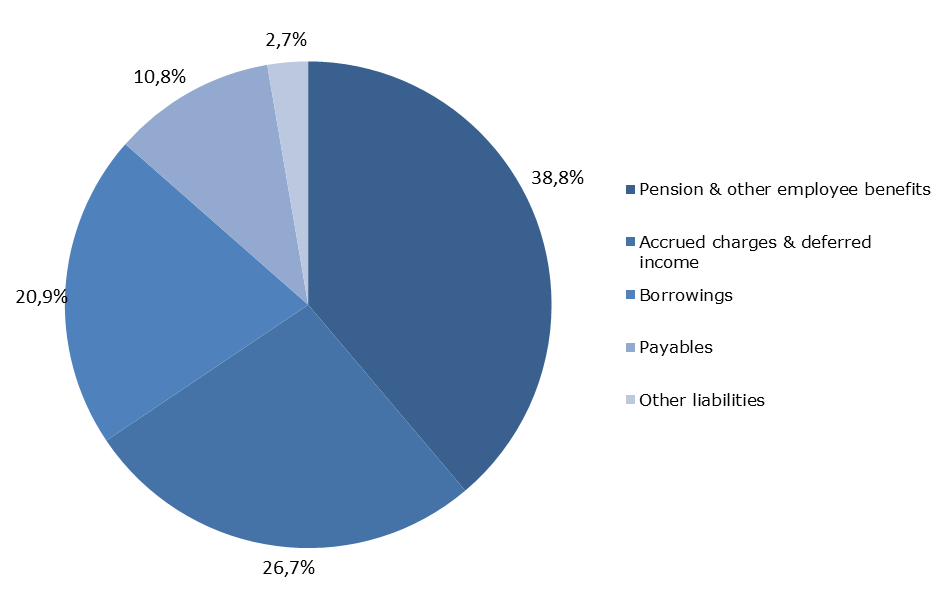 2,7%
10,8%
38,8%
20,9%
26,7%
Pension & other employee benefits
Accrued charges & deferred
income
Borrowings
Payables
Other liabilities